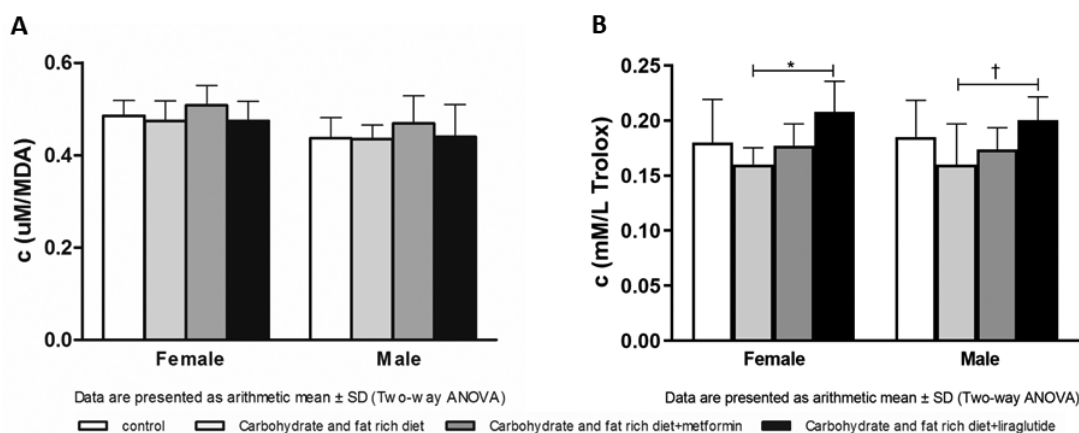 A
B
0.6
0.4
0.2
0.0
c (uM/MDA)
Female
Male
Data are presented as arithmetic mean ± SD (Two-way ANOVA)
0.25
0.20
0.15
0.10
0.05
0.00
c (mM/L Trolox)
*
†
Female
Male
Data are presented as arithmetic mean ± SD (Two-way ANOVA)
control Carbohydrate and fat rich diet Carbohydrate and fat rich diet+metformin Carbohydrate and fat rich diet+liraglutide